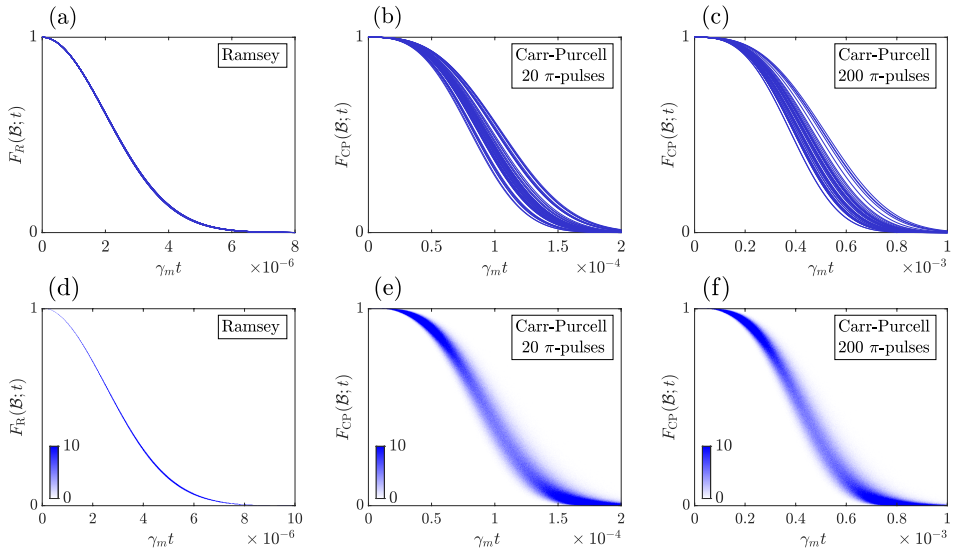 (a)
Ramsey
1
F_R(ℬ; t)
0
0 2 4 6 8
γ_m t
×10⁻⁶
(b)
Carr-Purcell
20 π-pulses
1
F_CP(ℬ; t)
0
0 0.5 1 1.5 2
γ_m t
×10⁻⁴
(c)
Carr-Purcell
200 π-pulses
1
F_CP(ℬ; t)
0
0 0.2 0.4 0.6 0.8 1
γ_m t
×10⁻³
(d)
Ramsey
1
F_R(ℬ; t)
10
0
0
0 2 4 6 8 10
γ_m t
× 10⁻⁶
(e)
Carr-Purcell
20 π-pulses
1
F_CP(ℬ; t)
10
0
0
0 0.5 1 1.5 2
γ_m t
× 10⁻⁴
(f)
Carr-Purcell
200 π-pulses
1
F_CP(ℬ; t)
10
0
0
0 0.2 0.4 0.6 0.8 1
γ_m t
× 10⁻³